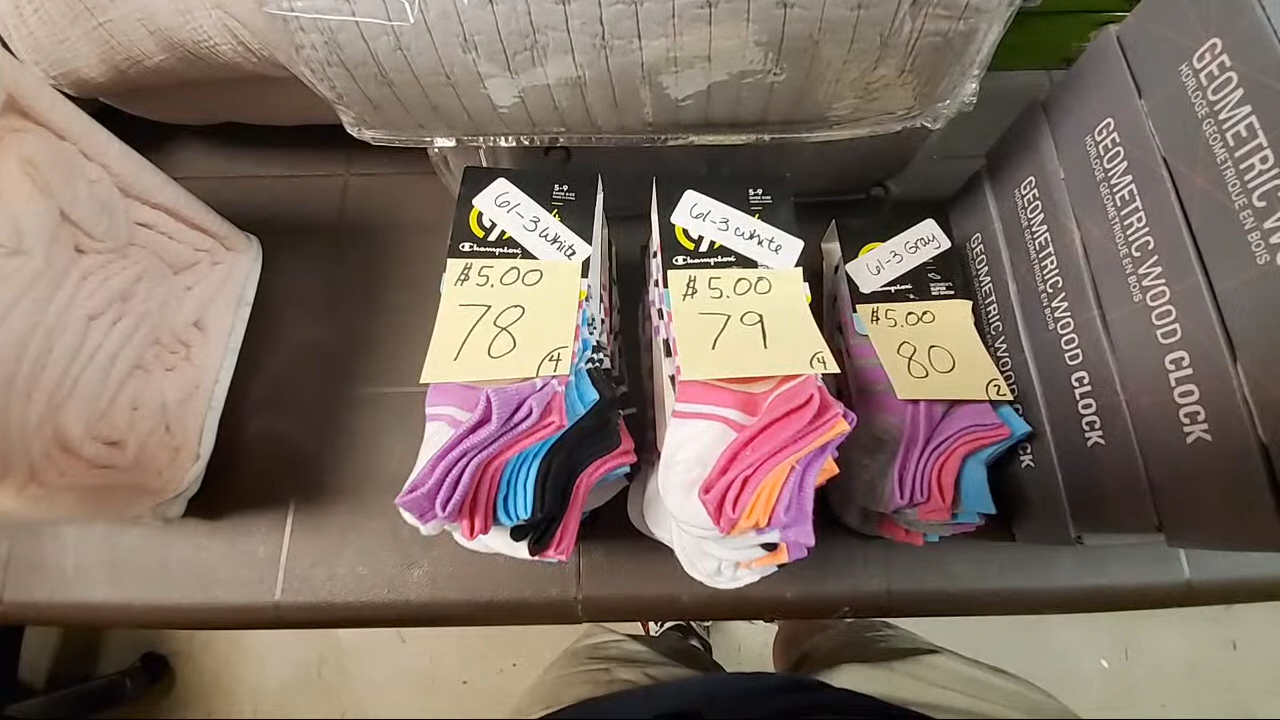 5-9
61-3 White
Champion
$5.00
78
4
5-9
61-3 White
Champion
$5.00
79
4
61-3 Gray
$5.00
80
2
GEOMETRIC WOOD CLOCK
GEOMETRIC WOOD CLOCK
HORLOGE GÉOMÉTRIQUE EN BOIS
GEOMETRIC WOOD CLOCK
HORLOGE GÉOMÉTRIQUE EN BOIS
GEOMETRIC
HORLOGE GÉOMÉTRIQUE EN BOIS